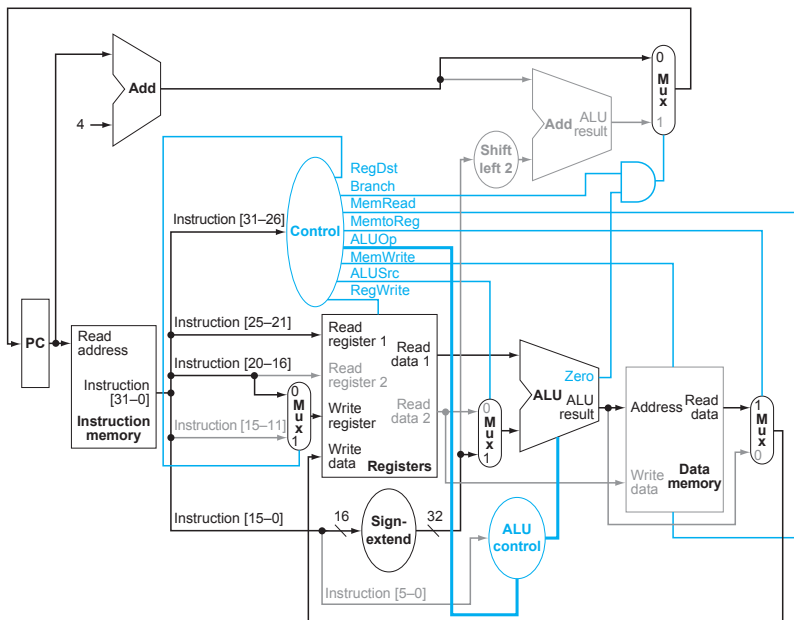 0
M
u
x
1
Add
4
Add
ALU
result
Shift
left 2
RegDst
Branch
MemRead
MemtoReg
ALUOp
MemWrite
ALUSrc
RegWrite
Control
Instruction [31–26]
Instruction [25–21]
Instruction [20–16]
Instruction [15–11]
Instruction [15–0]
Instruction [5–0]
PC
Read
address
Instruction
[31–0]
Instruction
memory
0
M
u
x
1
Read
register 1
Read
register 2
Write
register
Write
data
Read
data 1
Read
data 2
Registers
0
M
u
x
1
Zero
ALU
ALU
result
Address
Read
data
Write
data
Data
memory
1
M
u
x
0
16
Sign-
extend
32
ALU
control